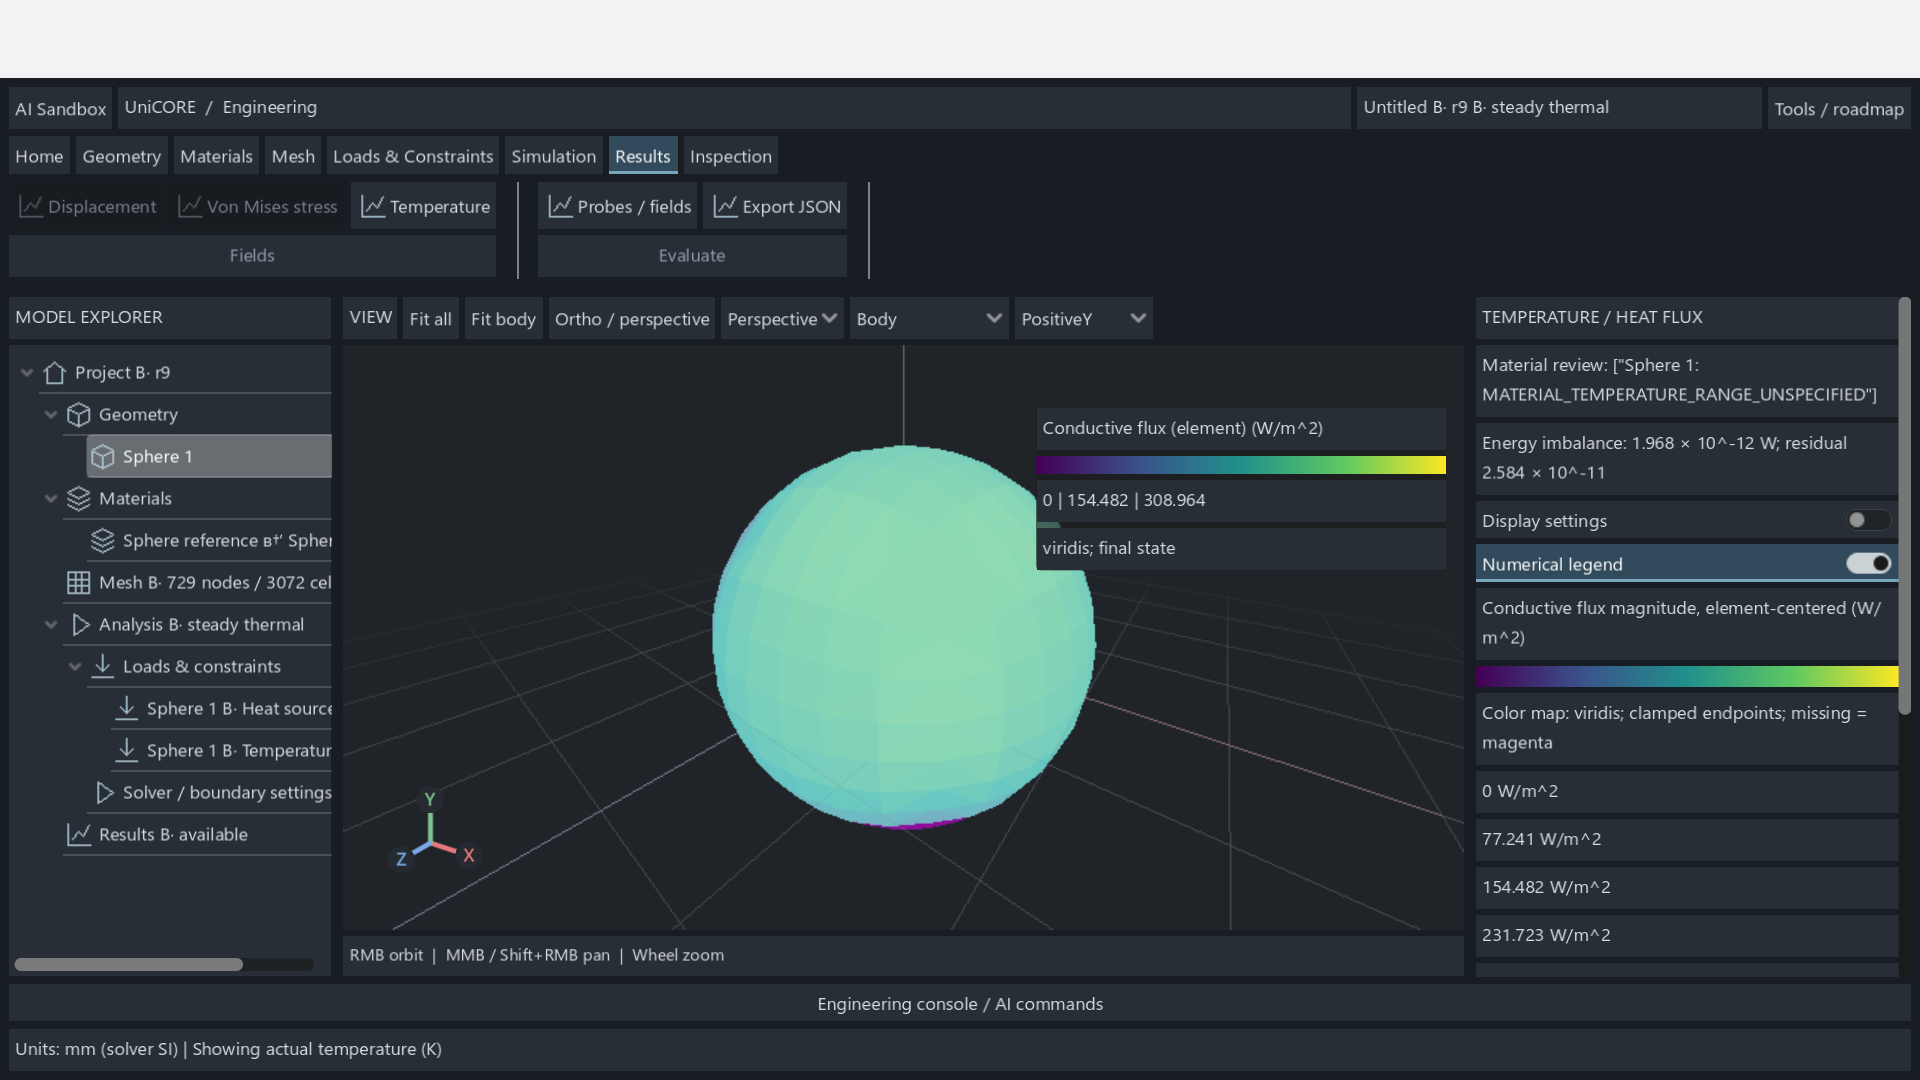 AI Sandbox
UniCORE / Engineering
Untitled В· r9 В· steady thermal
Tools / roadmap
Home
Geometry
Materials
Mesh
Loads & Constraints
Simulation
Results
Inspection
Displacement
Von Mises stress
Temperature
Probes / fields
Export JSON
Fields
Evaluate
MODEL EXPLORER
Project В· r9
Geometry
Sphere 1
Materials
Sphere reference в†’ Spher
Mesh В· 729 nodes / 3072 cel
Analysis В· steady thermal
Loads & constraints
Sphere 1 В· Heat source
Sphere 1 В· Temperatur
Solver / boundary settings
Results В· available
VIEW
Fit all
Fit body
Ortho / perspective
Perspective
Body
PositiveY
Conductive flux (element) (W/m^2)
0 | 154.482 | 308.964
viridis; final state
Y
Z
X
RMB orbit | MMB / Shift+RMB pan | Wheel zoom
TEMPERATURE / HEAT FLUX
Material review: ["Sphere 1:
MATERIAL_TEMPERATURE_RANGE_UNSPECIFIED"]
Energy imbalance: 1.968 × 10^-12 W; residual
2.584 × 10^-11
Display settings
Numerical legend
Conductive flux magnitude, element-centered (W/
m^2)
Color map: viridis; clamped endpoints; missing =
magenta
0 W/m^2
77.241 W/m^2
154.482 W/m^2
231.723 W/m^2
Engineering console / AI commands
Units: mm (solver SI) | Showing actual temperature (K)